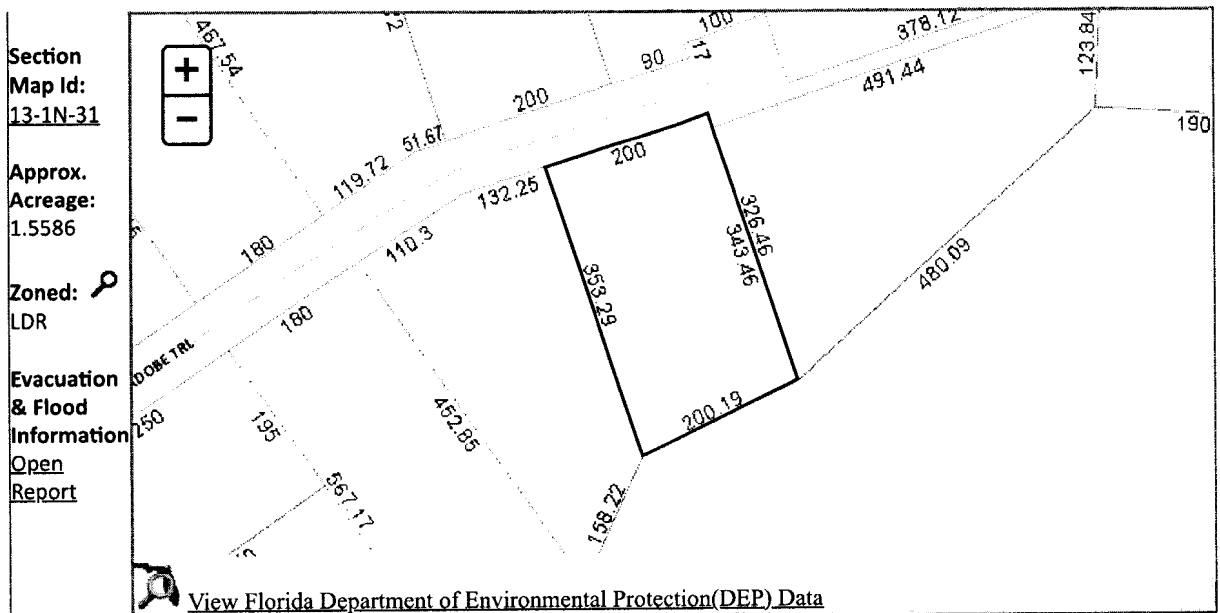 Section
Map Id:
13-1N-31
Approx.
Acreage:
1.5586
Zoned:
LDR
Evacuation
& Flood
Information
Open
Report
+
−
467.54
2
100
17
90
378.12
491.44
123.84
190
200
51.67
119.72
180
132.25
110.3
180
DOBE TRL
250
195
567.17
452.85
200
326.46
343.46
353.29
200.19
158.22
480.09
View Florida Department of Environmental Protection(DEP) Data